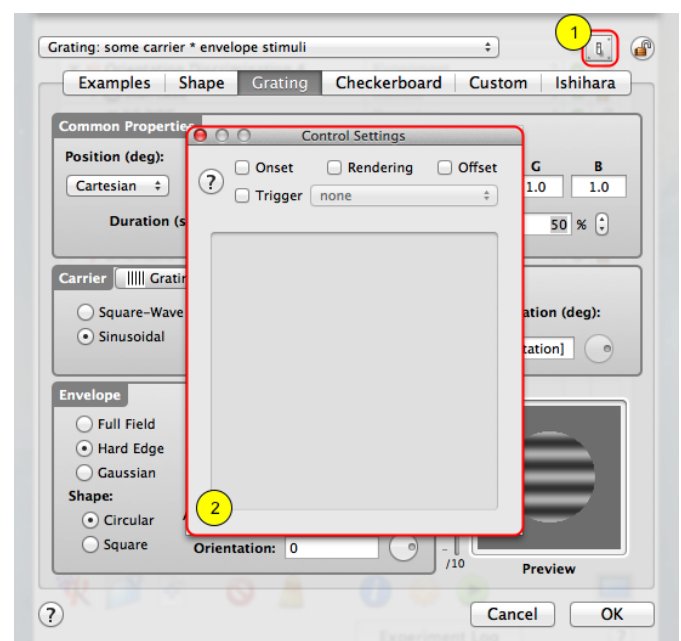 1
Grating: some carrier * envelope stimuli
Examples Shape Grating Checkerboard Custom Ishihara
Common Properties
Control Settings
Position (deg):
Onset Rendering Offset
G B
?
Cartesian
1.0 1.0
Trigger none
Duration (s
50 %
Carrier Gratin
Square-Wave
ation (deg):
Sinusoidal
tation]
Envelope
Full Field
Hard Edge
Gaussian
Shape:
2
Circular
Square
Orientation: 0
/10
Preview
?
Cancel OK